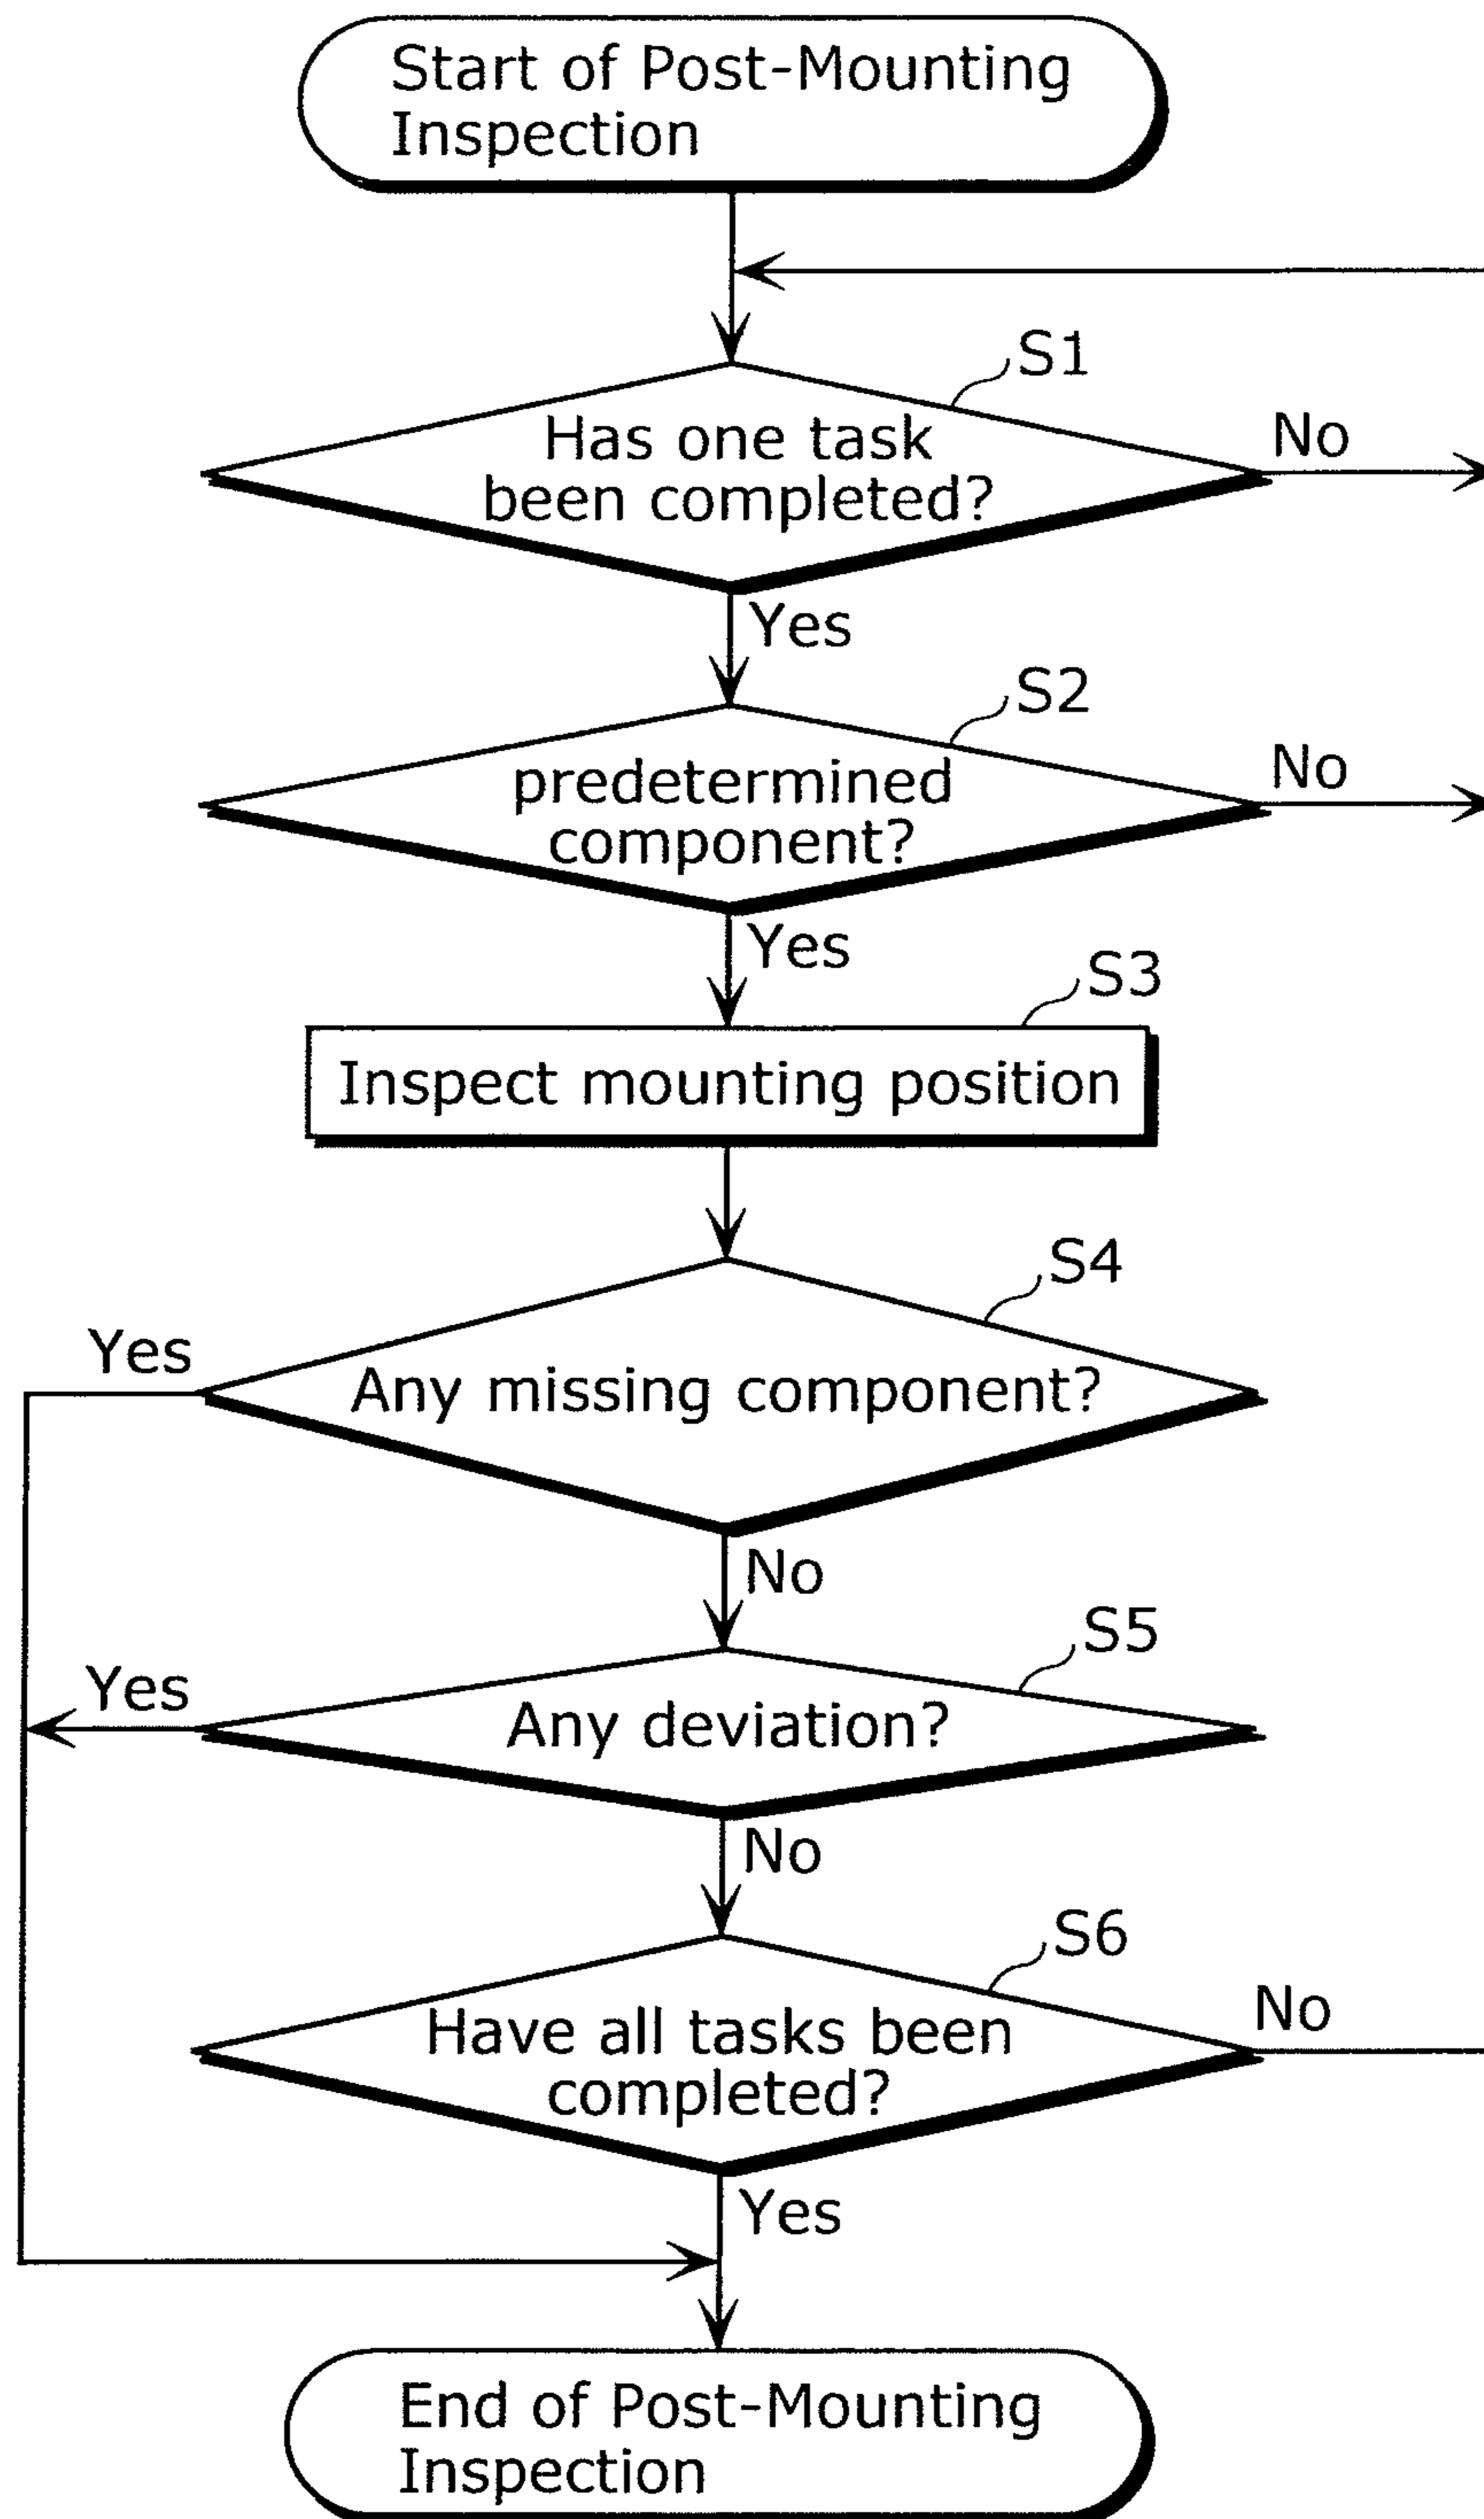 Start of Post-Mounting
Inspection
S1
Has one task
been completed?
No
Yes
S2
predetermined
component?
No
Yes
S3
Inspect mounting position
S4
Yes
Any missing component?
No
S5
Yes
Any deviation?
No
S6
Have all tasks been
completed?
No
Yes
End of Post-Mounting
Inspection